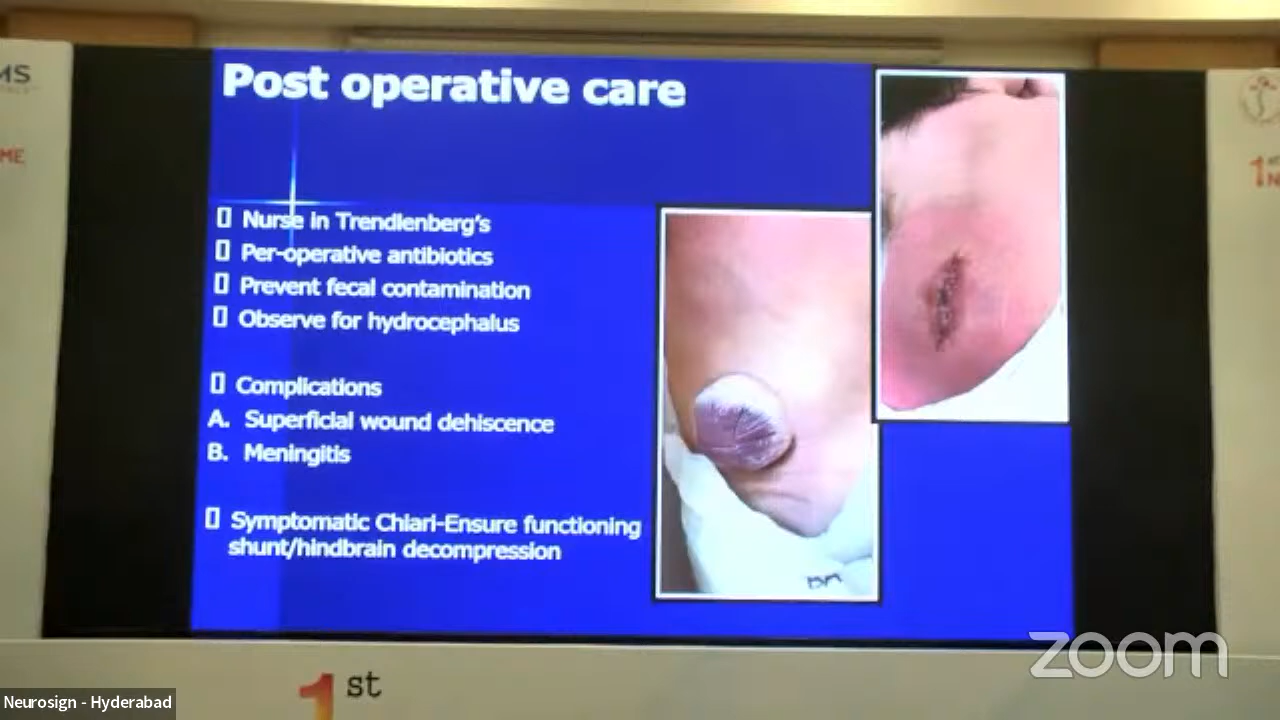 MS
ME
Post operative care
Nurse in Trendlenberg's
Per-operative antibiotics
Prevent fecal contamination
Observe for hydrocephalus
Complications
A. Superficial wound dehiscence
B. Meningitis
Symptomatic Chiari-Ensure functioning
shunt/hindbrain decompression
1st
N
zoom
1st
Neurosign - Hyderabad